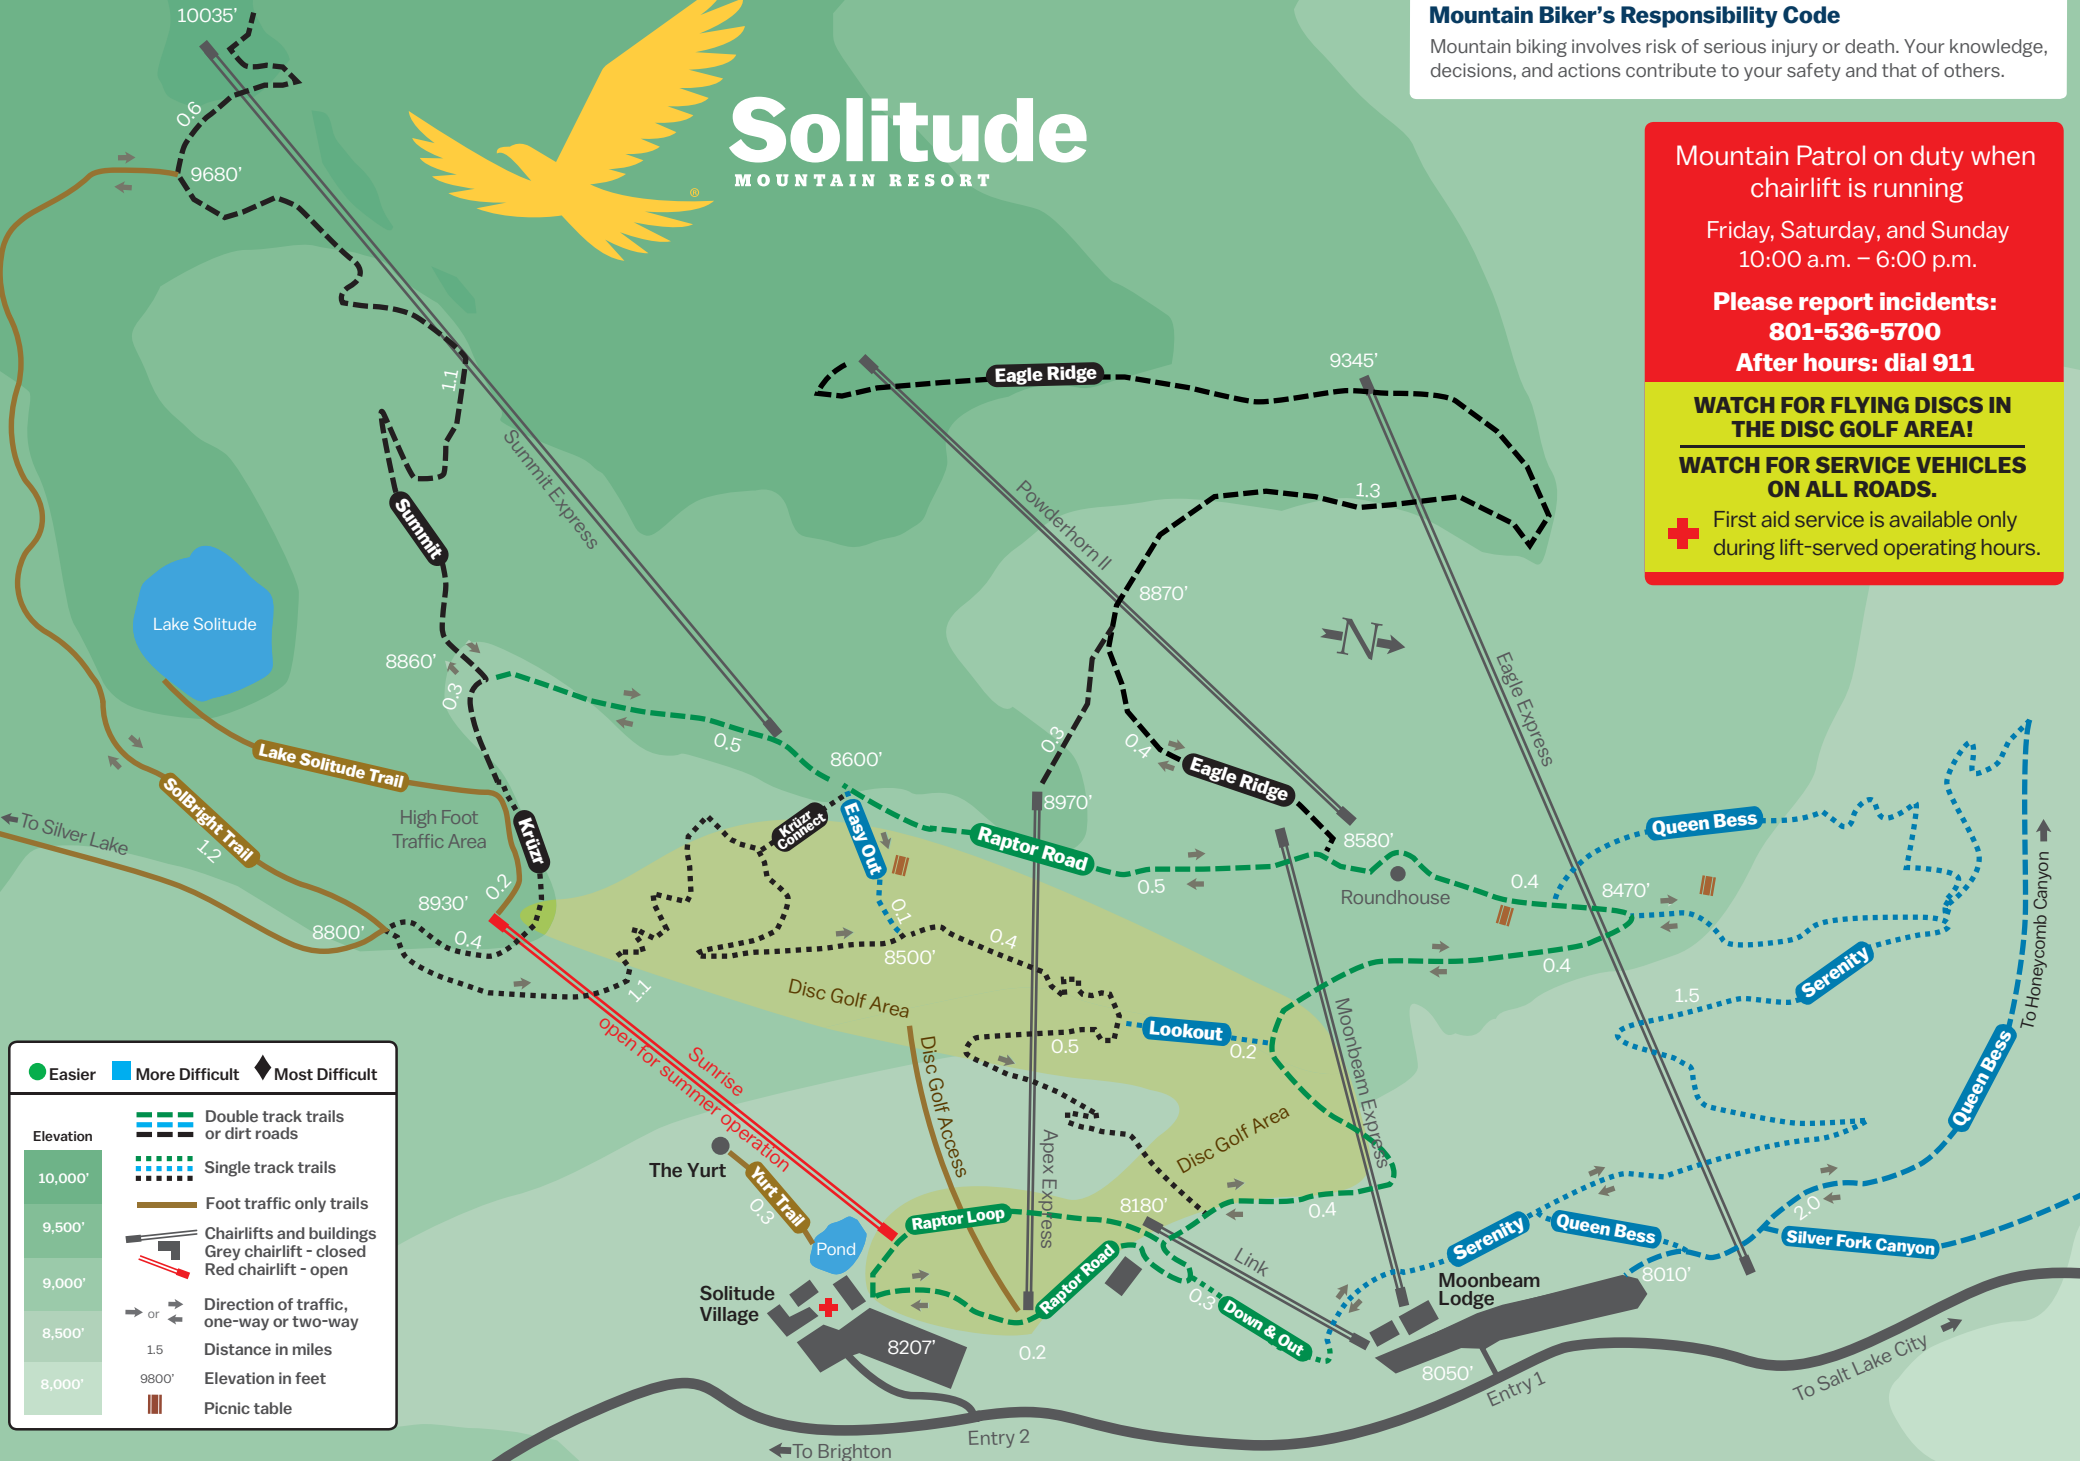 Mountain Biker's Responsibility Code
Mountain biking involves risk of serious injury or death. Your knowledge,
decisions, and actions contribute to your safety and that of others.
Mountain Patrol on duty when
chairlift is running
Friday, Saturday, and Sunday
10:00 a.m. – 6:00 p.m.
Please report incidents:
801-536-5700
After hours: dial 911
WATCH FOR FLYING DISCS IN
THE DISC GOLF AREA!
WATCH FOR SERVICE VEHICLES
ON ALL ROADS.
First aid service is available only
during lift-served operating hours.
Solitude
MOUNTAIN RESORT
®
10035'
0.6
9680'
1.1
Summit Express
Summit
Eagle Ridge
9345'
1.3
Powderhorn II
8870'
N
Eagle Express
Lake Solitude
8860'
0.3
0.5
8600'
0.3
0.4
Eagle Ridge
8970'
8580'
Lake Solitude Trail
SolBright Trail
1.2
To Silver Lake
High Foot
Traffic Area
Krüzr
Krüzr
Connect
Easy Out
0.1
Raptor Road
0.5
Roundhouse
0.4
8470'
Queen Bess
0.2
8930'
8800'
0.4
1.1
8500'
0.4
0.4
Serenity
1.5
To Honeycomb Canyon
Disc Golf Area
Disc Golf Access
Lookout
0.2
0.5
Moonbeam Express
Queen Bess
Sunrise
open for summer operation
Apex Express
Disc Golf Area
The Yurt
Yurt Trail
0.3
Pond
Raptor Loop
8180'
0.4
Link
Serenity
Queen Bess
2.0
Silver Fork Canyon
8010'
Moonbeam
Lodge
Solitude
Village
Raptor Road
0.3
Down & Out
8207'
0.2
8050'
Entry 1
To Salt Lake City
Entry 2
To Brighton
Easier
More Difficult
Most Difficult
Elevation
10,000'
9,500'
9,000'
8,500'
8,000'
Double track trails
or dirt roads
Single track trails
Foot traffic only trails
Chairlifts and buildings
Grey chairlift - closed
Red chairlift - open
or
Direction of traffic,
one-way or two-way
1.5
Distance in miles
9800'
Elevation in feet
Picnic table